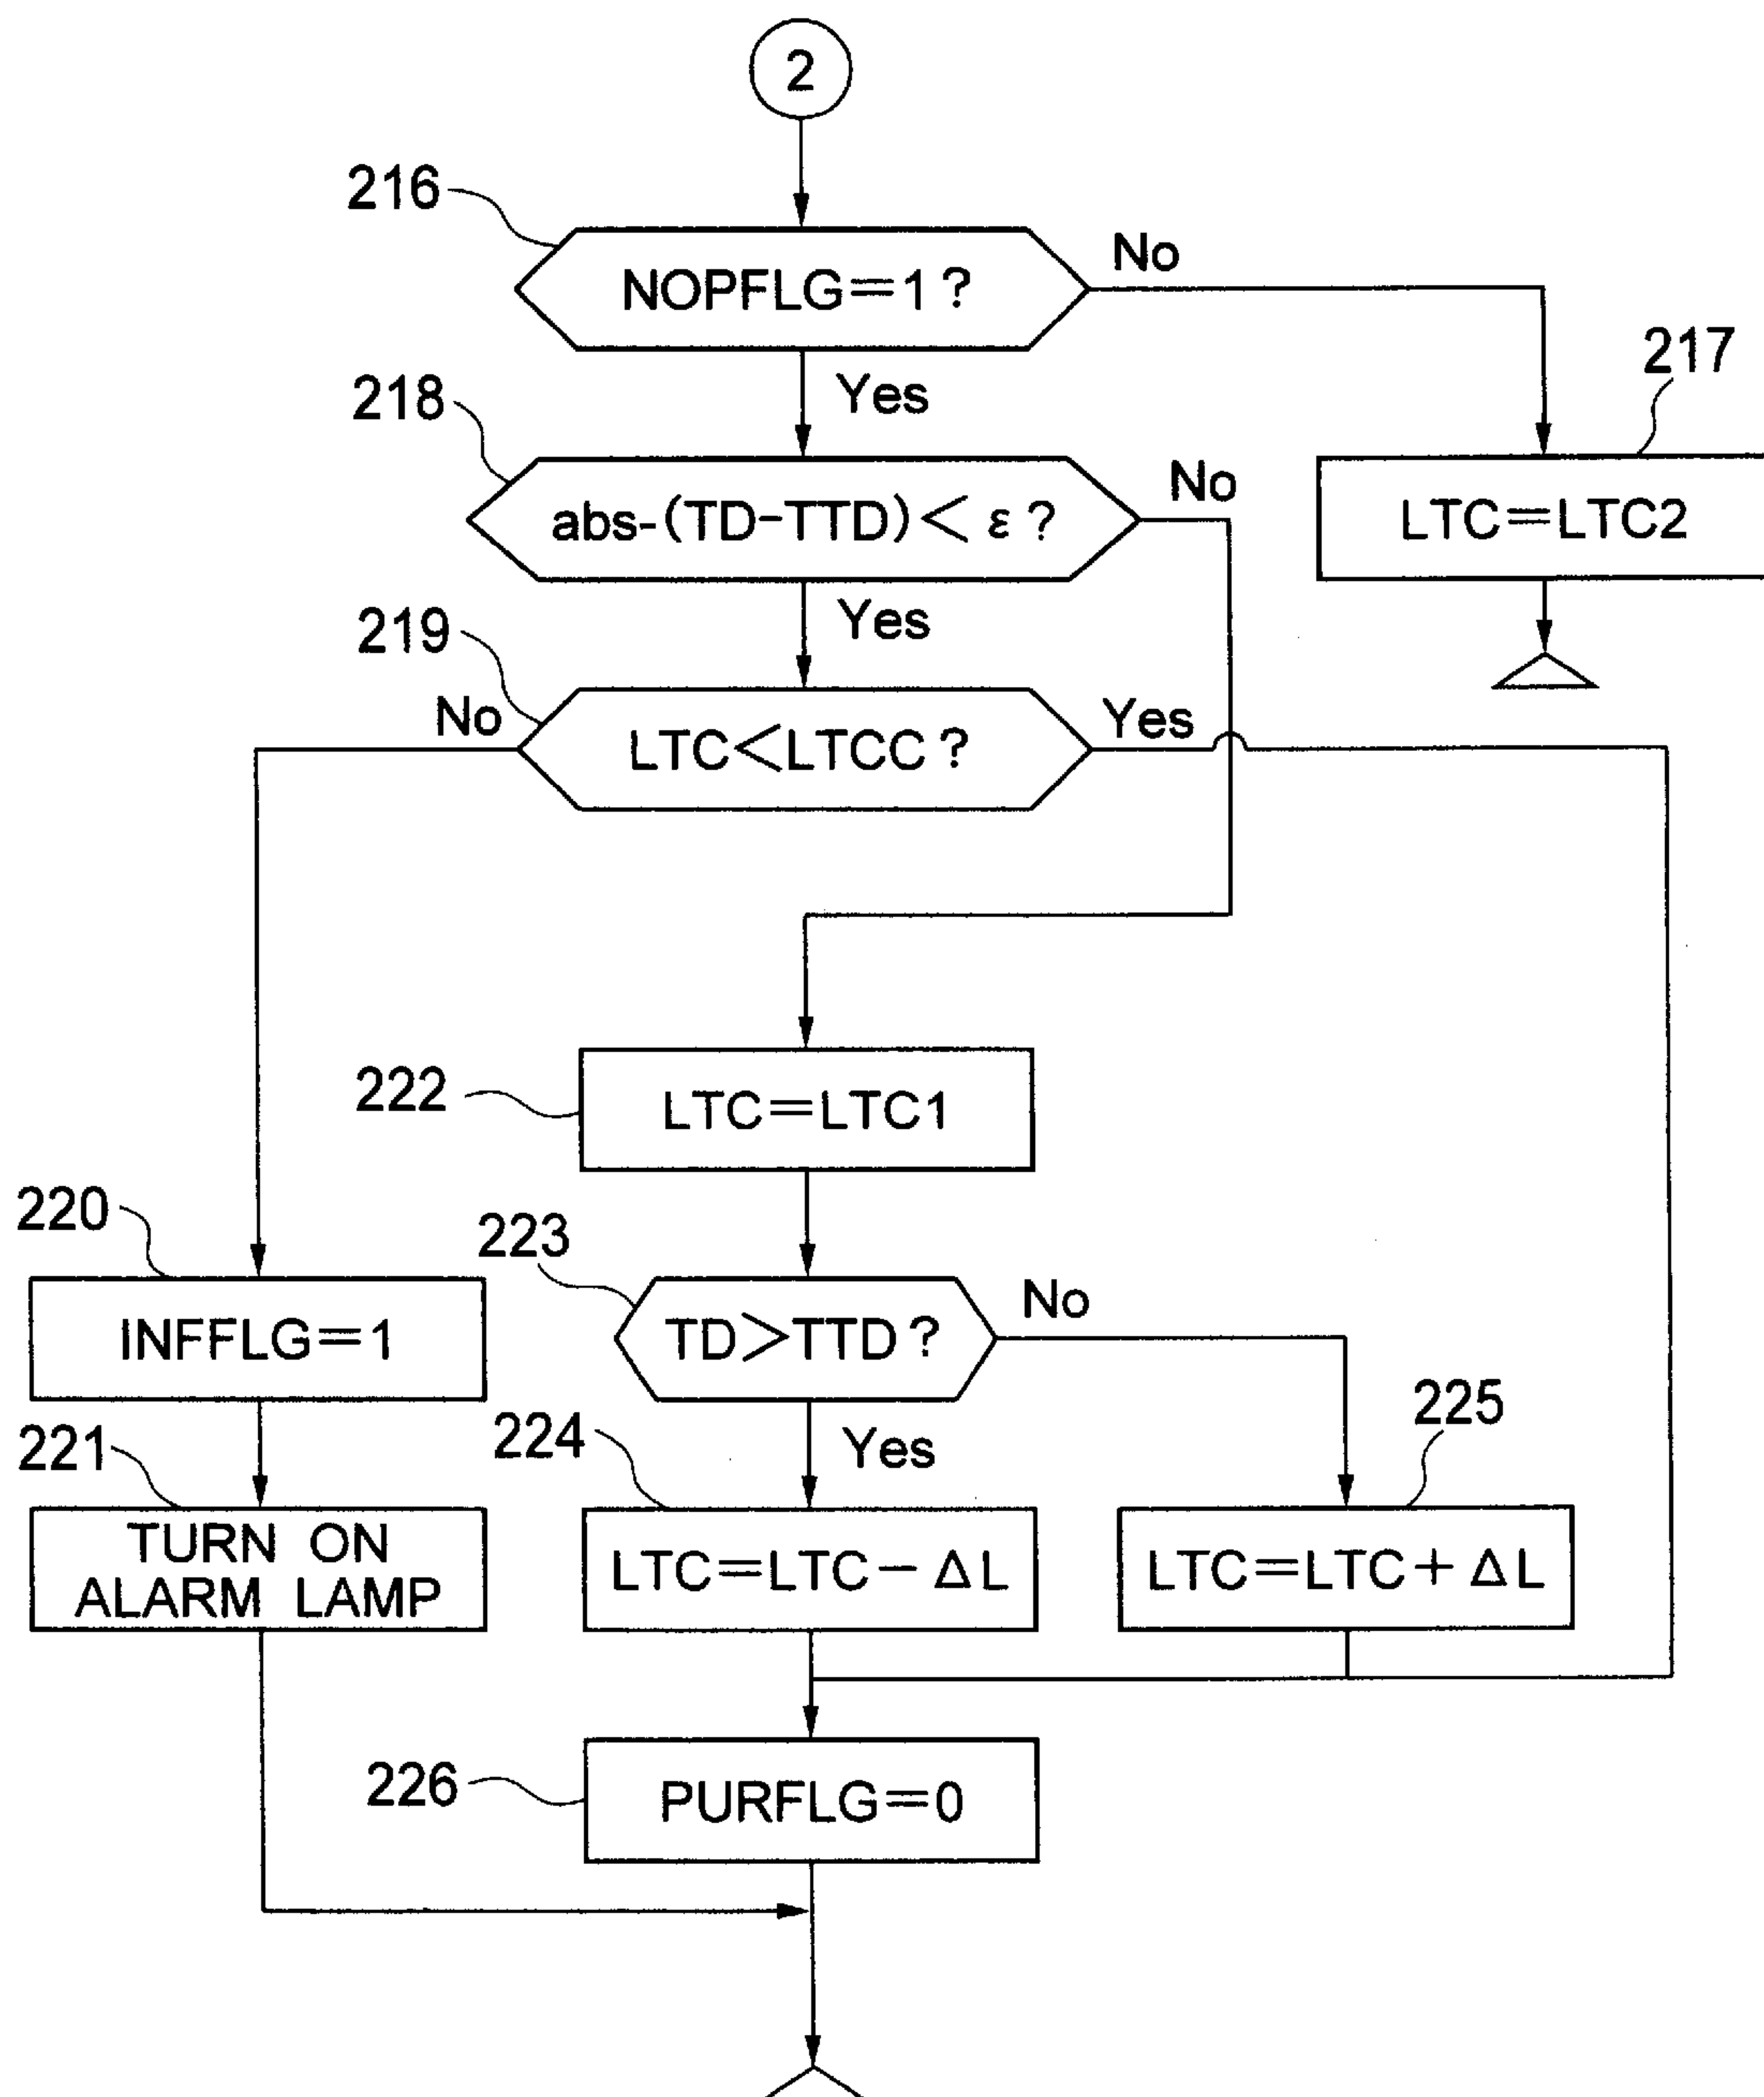 2
216
NOPFLG=1?
No
217
Yes
218
abs-(TD-TTD)<ε?
No
LTC=LTC2
Yes
219
No
LTC<LTCC?
Yes
222
LTC=LTC1
220
223
No
INFFLG=1
TD>TTD?
225
221
224
Yes
TURN ON
ALARM LAMP
LTC=LTC-ΔL
LTC=LTC+ΔL
226
PURFLG=0